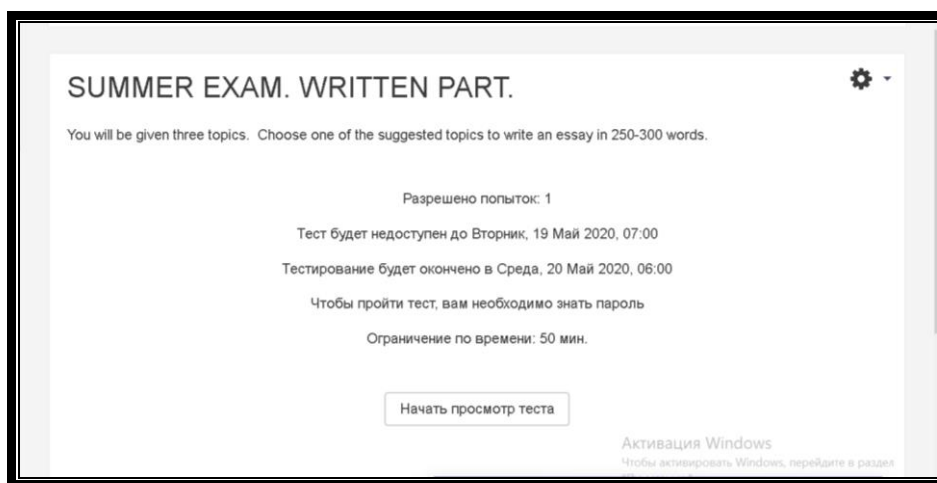 SUMMER EXAM. WRITTEN PART.
You will be given three topics. Choose one of the suggested topics to write an essay in 250-300 words.
Разрешено попыток: 1
Тест будет недоступен до Вторник, 19 Май 2020, 07:00
Тестирование будет окончено в Среда, 20 Май 2020, 06:00
Чтобы пройти тест, вам необходимо знать пароль
Ограничение по времени: 50 мин.
Начать просмотр теста
Активация Windows
Чтобы активировать Windows, перейдите в раздел